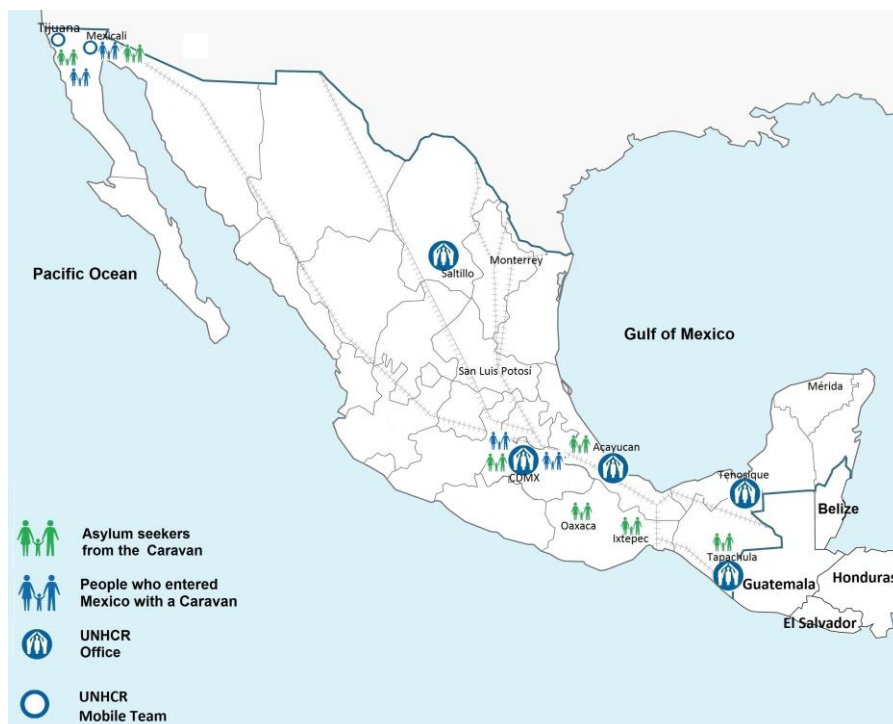 Tijuana
Mexicali
Pacific Ocean
Saltillo
Monterrey
Gulf of Mexico
San Luis Potosí
Mérida
Acayucan
Tenosique
CDMX
Belize
Oaxaca
Ixtepec
Tapachula
Guatemala
Honduras
El Salvador
Asylum seekers
from the Caravan
People who entered
Mexico with a Caravan
UNHCR
Office
UNHCR
Mobile Team